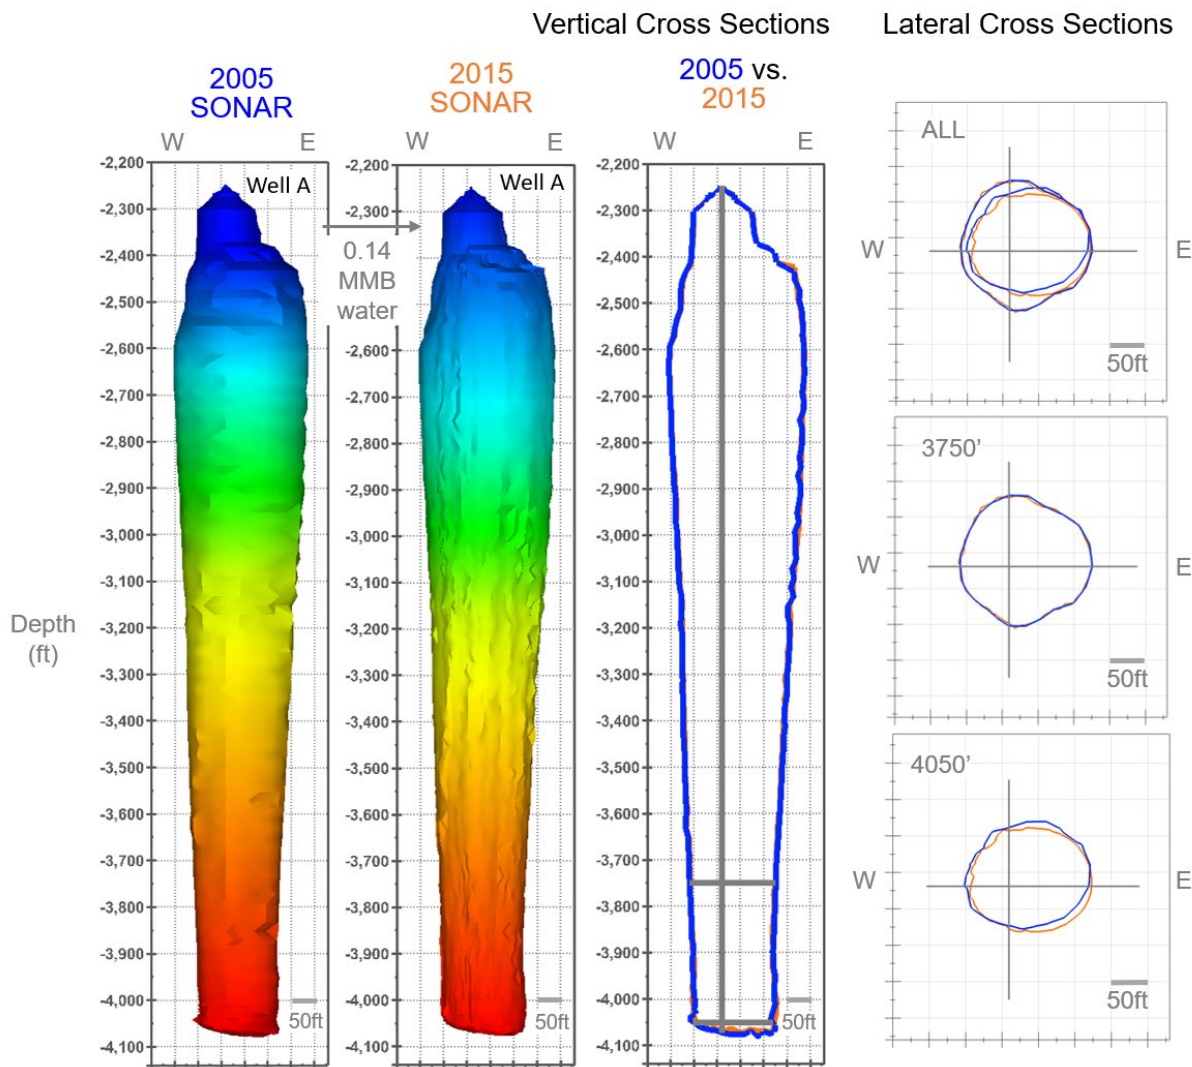 Vertical Cross Sections
Lateral Cross Sections
2005
SONAR
2015
SONAR
2005 vs.
2015
W
E
W
E
W
E
-2,200
-2,300
-2,400
-2,500
-2,600
-2,700
-2,800
-2,900
-3,000
-3,100
-3,200
-3,300
-3,400
-3,500
-3,600
-3,700
-3,800
-3,900
-4,000
-4,100
Well A
50ft
Depth
(ft)
0.14
MMB
water
-2,200
-2,300
-2,400
-2,500
-2,600
-2,700
-2,800
-2,900
-3,000
-3,100
-3,200
-3,300
-3,400
-3,500
-3,600
-3,700
-3,800
-3,900
-4,000
-4,100
Well A
50ft
-2,200
-2,300
-2,400
-2,500
-2,600
-2,700
-2,800
-2,900
-3,000
-3,100
-3,200
-3,300
-3,400
-3,500
-3,600
-3,700
-3,800
-3,900
-4,000
-4,100
50ft
ALL
W
E
50ft
3750'
W
E
50ft
4050'
W
E
50ft